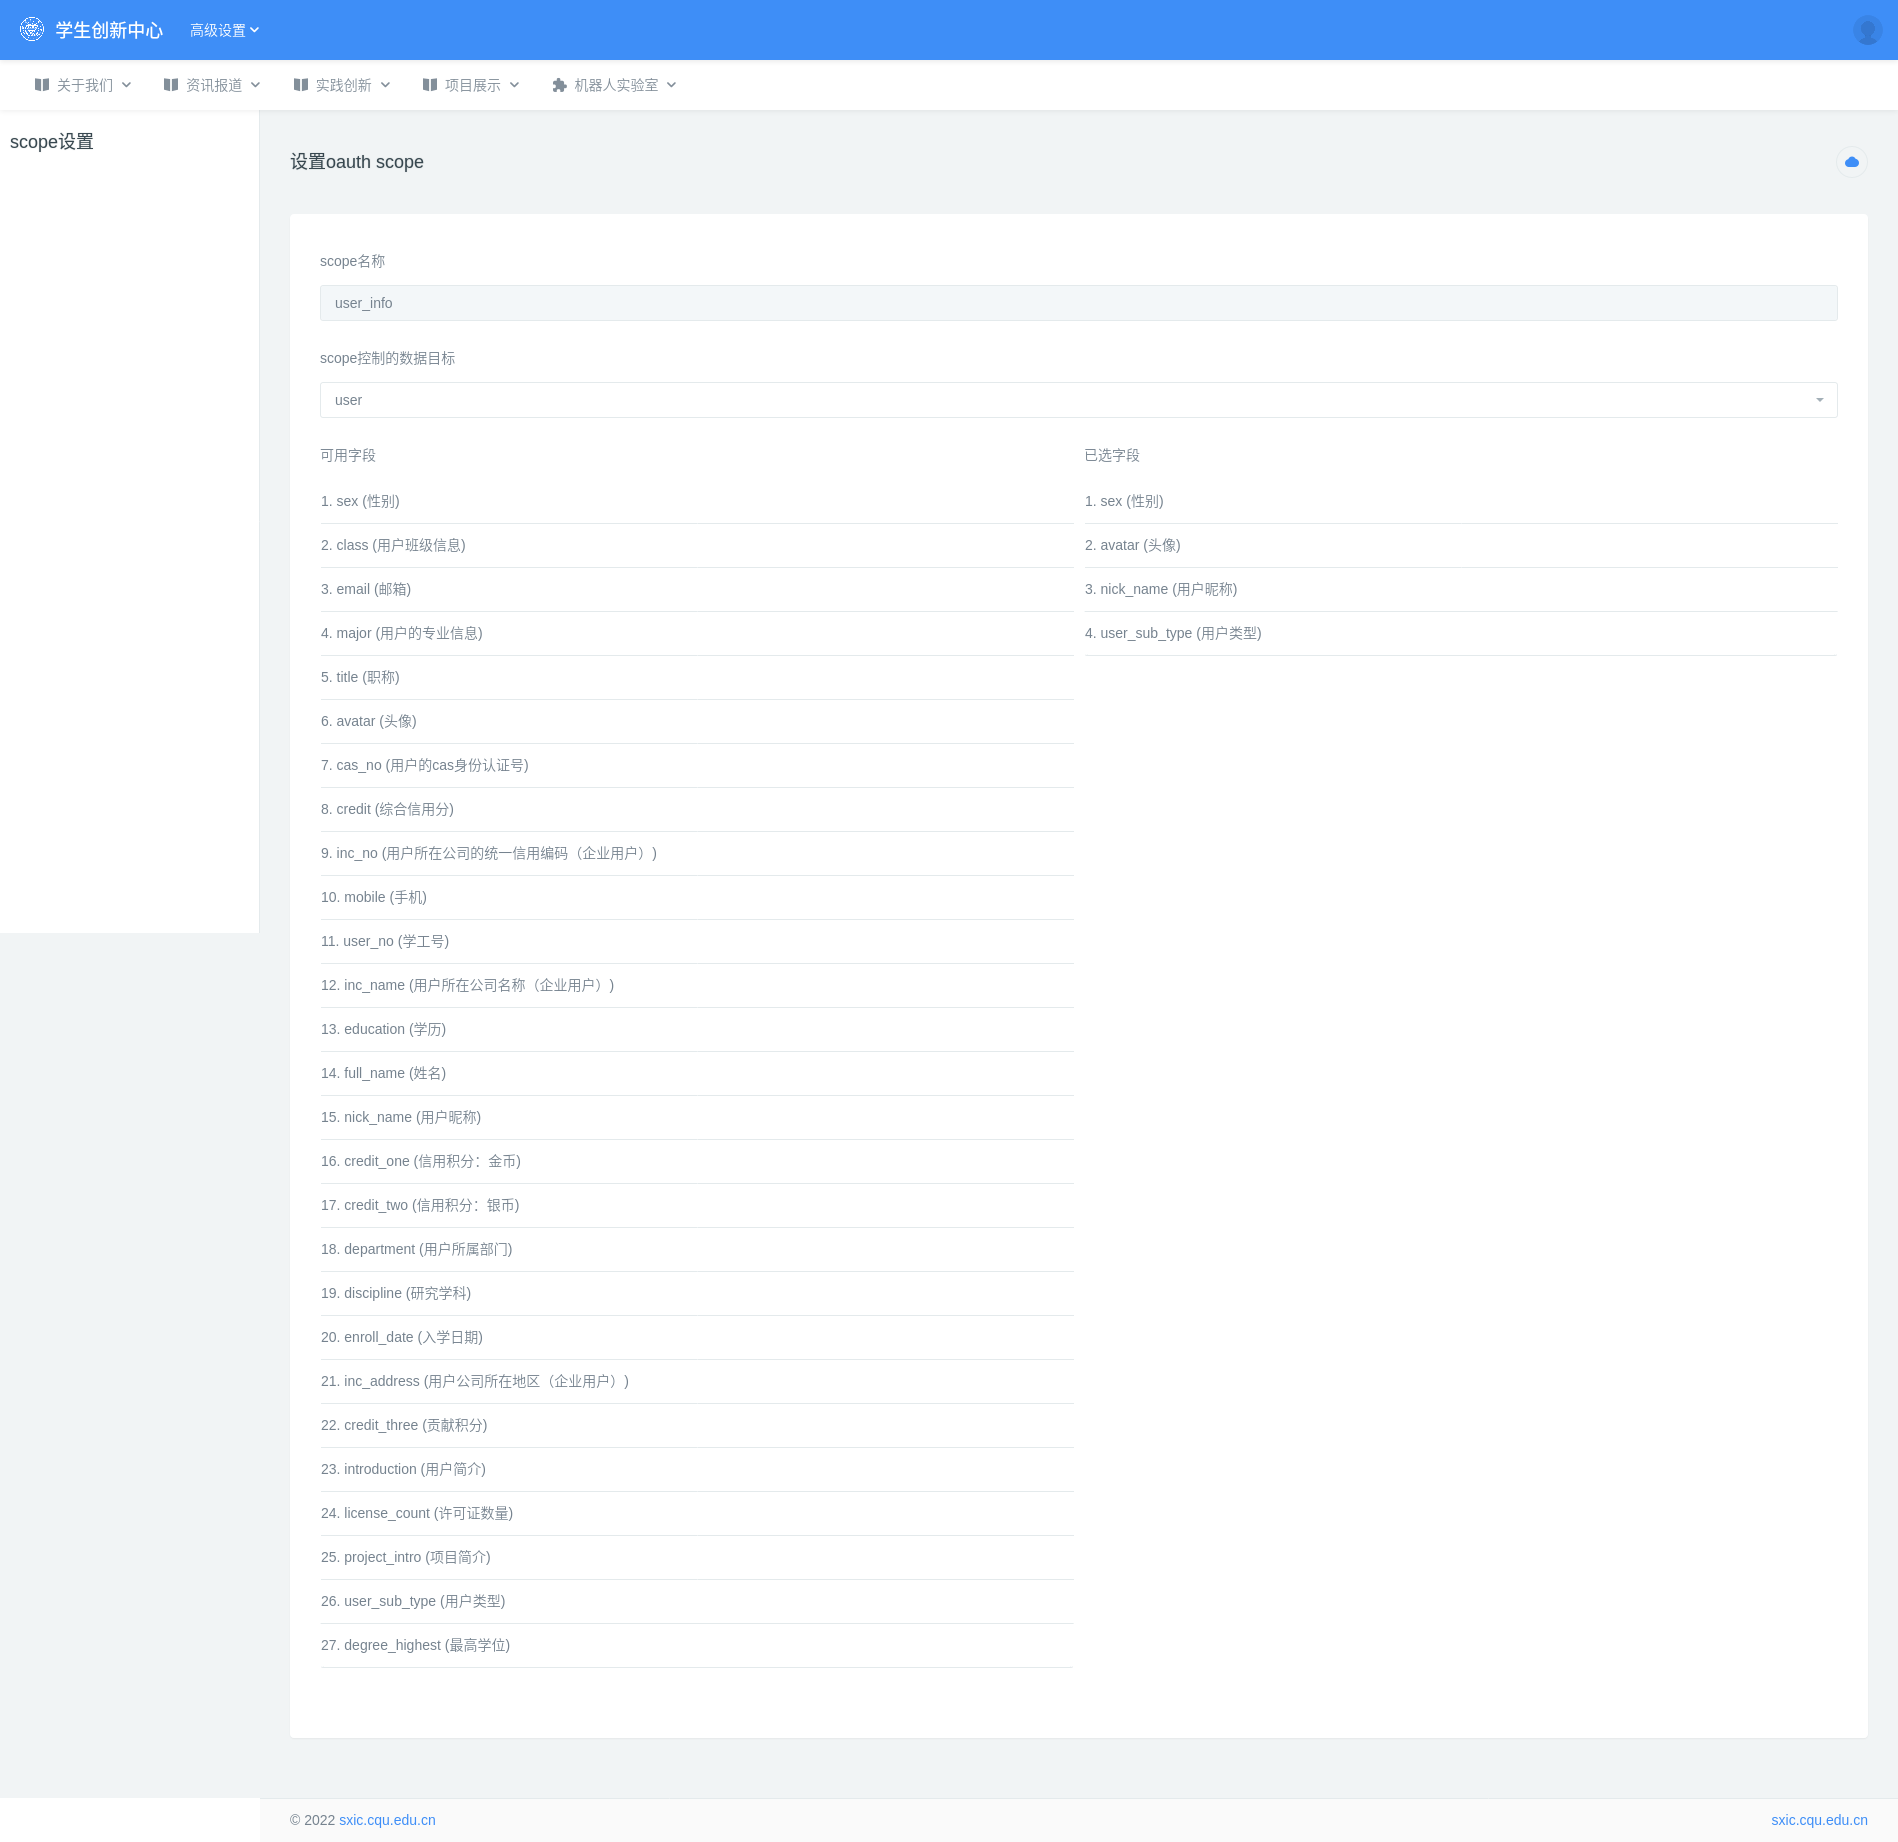 学生创新中心 高级设置
关于我们 资讯报道 实践创新 项目展示 机器人实验室
scope设置
设置oauth scope
scope名称
user_info
scope控制的数据目标
user
可用字段
1. sex (性别)
2. class (用户班级信息)
3. email (邮箱)
4. major (用户的专业信息)
5. title (职称)
6. avatar (头像)
7. cas_no (用户的cas身份认证号)
8. credit (综合信用分)
9. inc_no (用户所在公司的统一信用编码（企业用户）)
10. mobile (手机)
11. user_no (学工号)
12. inc_name (用户所在公司名称（企业用户）)
13. education (学历)
14. full_name (姓名)
15. nick_name (用户昵称)
16. credit_one (信用积分：金币)
17. credit_two (信用积分：银币)
18. department (用户所属部门)
19. discipline (研究学科)
20. enroll_date (入学日期)
21. inc_address (用户公司所在地区（企业用户）)
22. credit_three (贡献积分)
23. introduction (用户简介)
24. license_count (许可证数量)
25. project_intro (项目简介)
26. user_sub_type (用户类型)
27. degree_highest (最高学位)
已选字段
1. sex (性别)
2. avatar (头像)
3. nick_name (用户昵称)
4. user_sub_type (用户类型)
© 2022 sxic.cqu.edu.cn
sxic.cqu.edu.cn